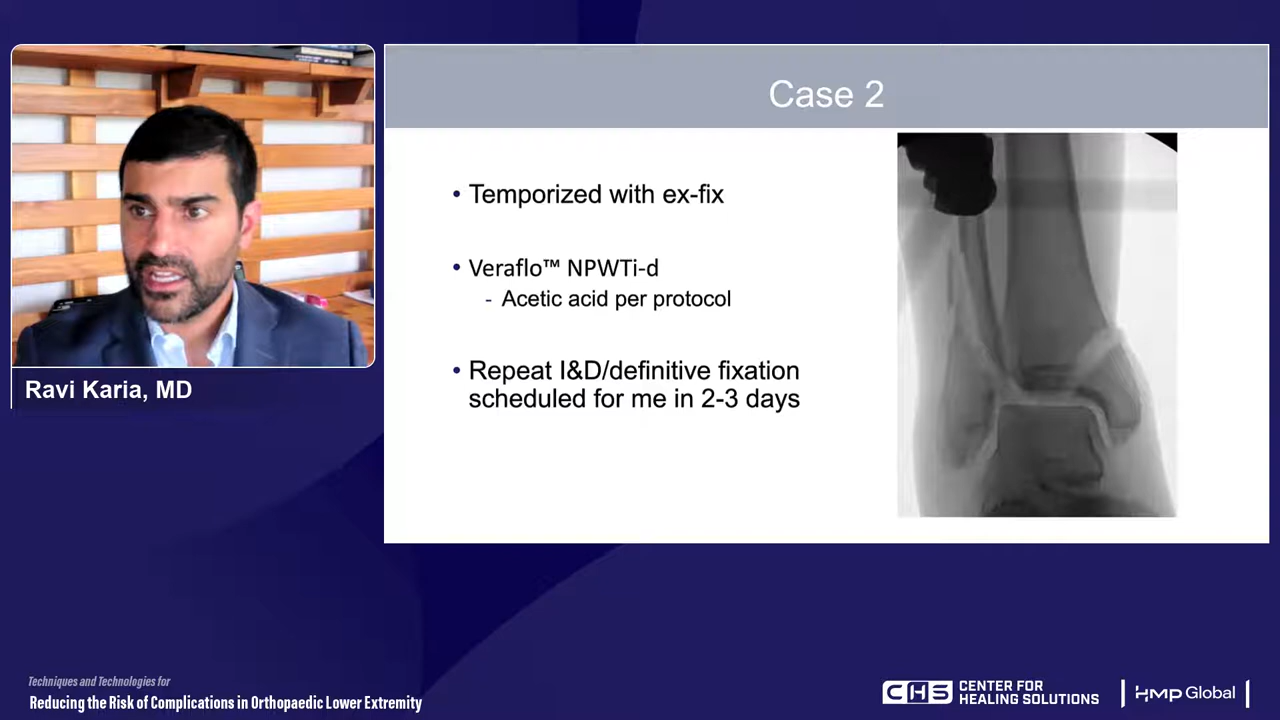 Case 2
• Temporized with ex-fix
• Veraflo™ NPWTi-d
- Acetic acid per protocol
• Repeat I&D/definitive fixation
scheduled for me in 2-3 days
Ravi Karia, MD
Techniques and Technologies for
Reducing the Risk of Complications in Orthopaedic Lower Extremity
CHS CENTER FOR
HEALING SOLUTIONS
HMP Global